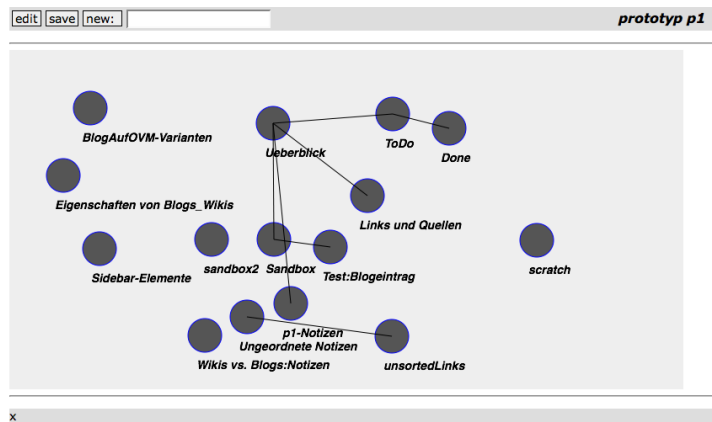 edit save new: prototyp p1
BlogAufOVM-Varianten
Ueberblick
ToDo
Done
Eigenschaften von Blogs_Wikis
Links und Quellen
Sidebar-Elemente
sandbox2
Sandbox
Test:Blogeintrag
scratch
p1-Notizen
Ungeordnete Notizen
Wikis vs. Blogs:Notizen
unsortedLinks
x